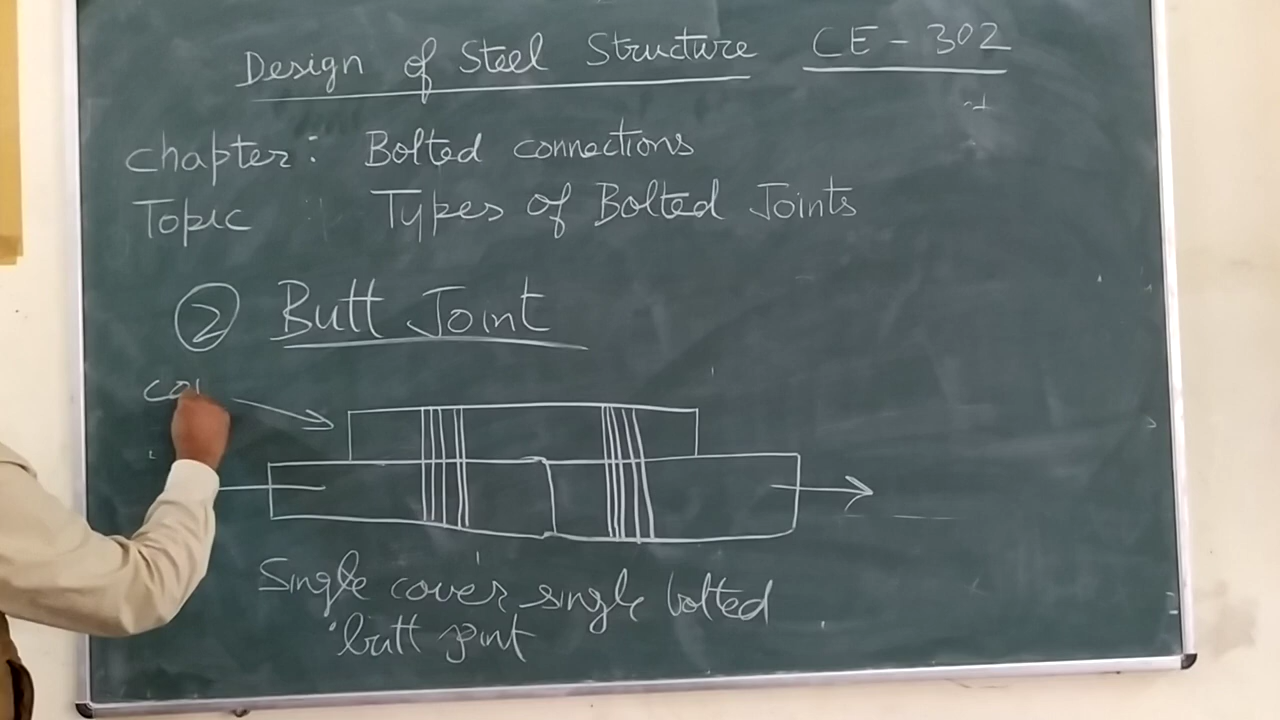 Design of Steel Structure CE - 302
Chapter : Bolted connections
Topic : Types of Bolted Joints
② Butt Joint
Single cover single bolted
butt joint